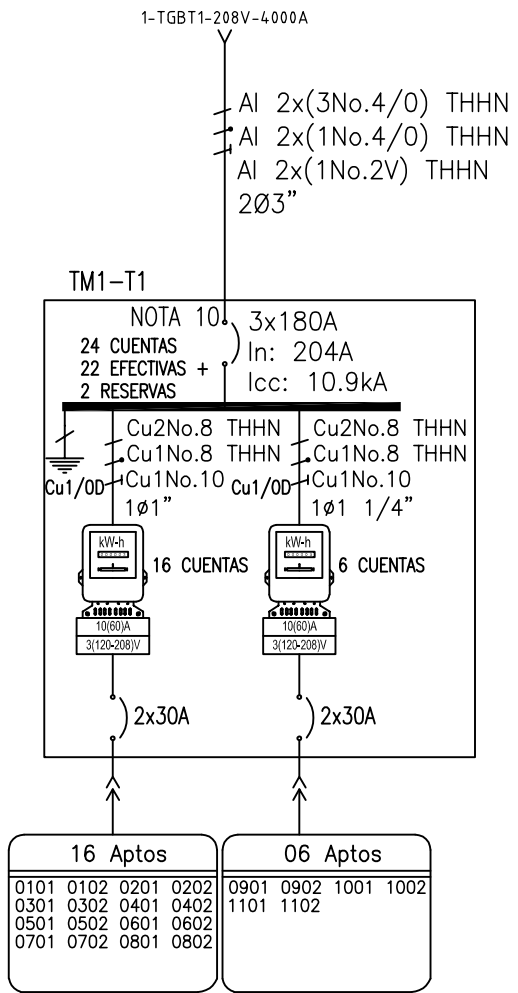 1-TGBT1-208V-4000A
Al 2x(3No.4/0) THHN
Al 2x(1No.4/0) THHN
Al 2x(1No.2V) THHN
2Ø3"
TM1-T1
NOTA 10
3x180A
In: 204A
Icc: 10.9kA
24 CUENTAS
22 EFECTIVAS +
2 RESERVAS
Cu2No.8 THHN
Cu1No.8 THHN
Cu1No.10
1ø1"
Cu1/0D
Cu2No.8 THHN
Cu1No.8 THHN
Cu1No.10
1ø1 1/4"
Cu1/0D
kW-h
16 CUENTAS
10(60)A
3(120-208)V
kW-h
6 CUENTAS
10(60)A
3(120-208)V
2x30A
2x30A
16 Aptos
0101 0102 0201 0202
0301 0302 0401 0402
0501 0502 0601 0602
0701 0702 0801 0802
06 Aptos
0901 0902 1001 1002
1101 1102